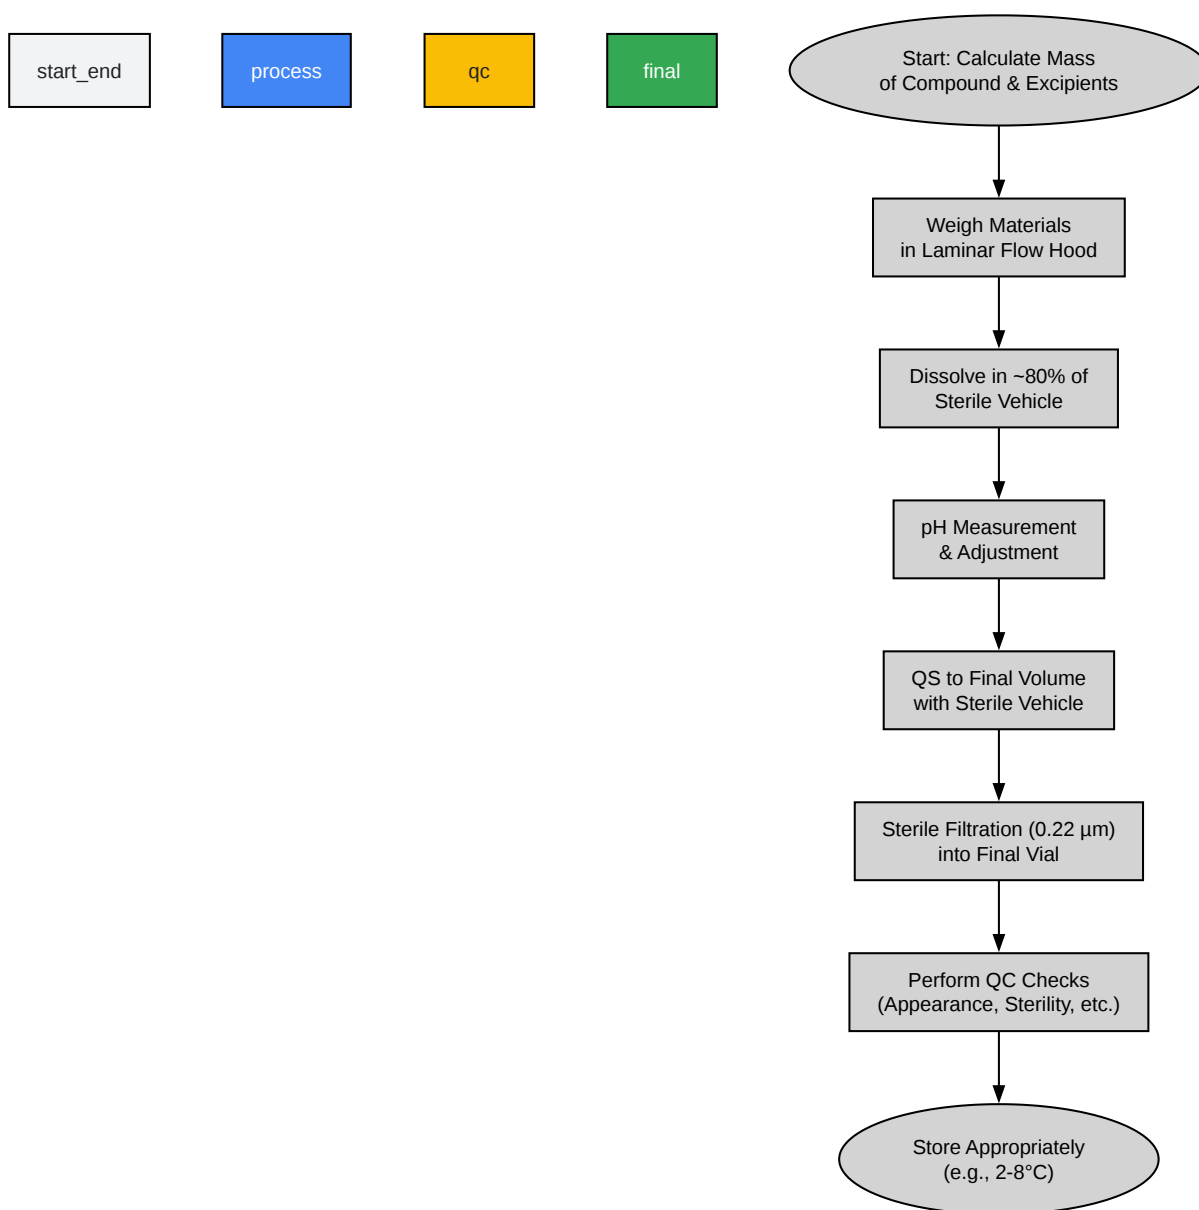 start_end
process
qc
final
Start: Calculate Mass
of Compound & Excipients
Weigh Materials
in Laminar Flow Hood
Dissolve in ~80% of
Sterile Vehicle
pH Measurement
& Adjustment
QS to Final Volume
with Sterile Vehicle
Sterile Filtration (0.22 µm)
into Final Vial
Perform QC Checks
(Appearance, Sterility, etc.)
Store Appropriately
(e.g., 2-8°C)